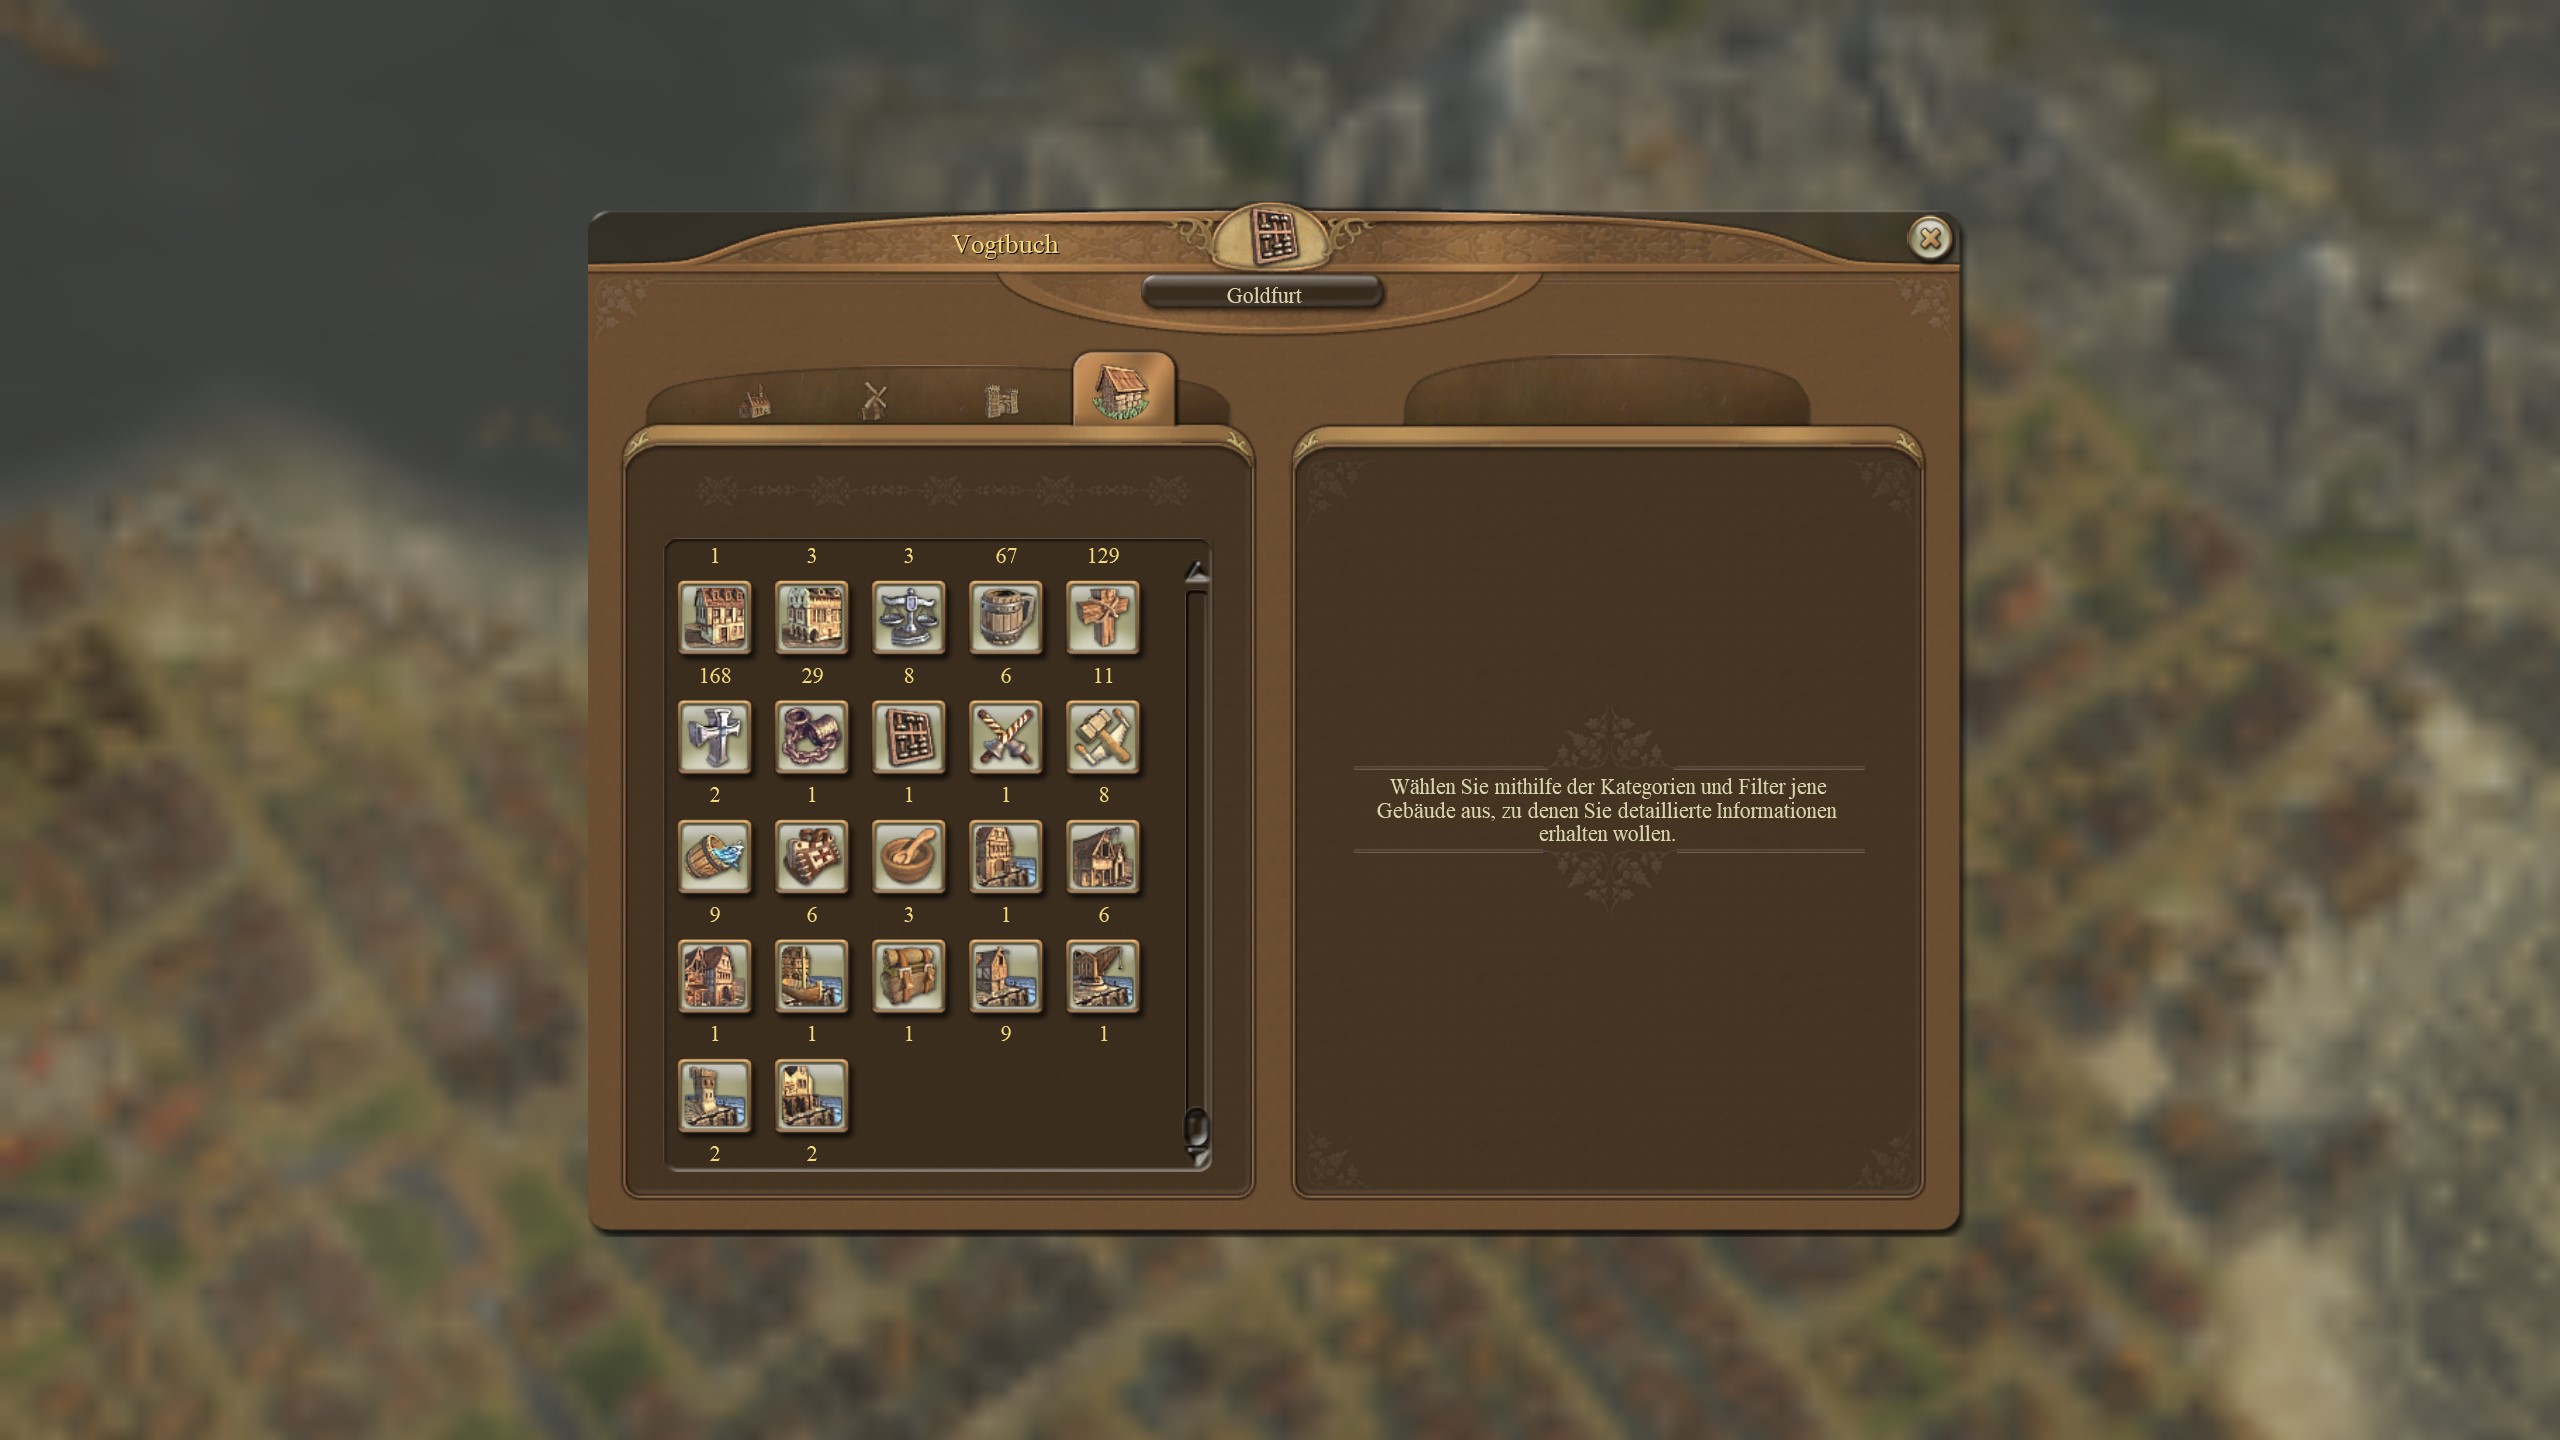 Vogtbuch
Goldfurt
1 3 3 67 129
168 29 8 6 11
2 1 1 1 8
9 6 3 1 6
1 1 1 9 1
2 2
Wählen Sie mithilfe der Kategorien und Filter jene
Gebäude aus, zu denen Sie detaillierte Informationen
erhalten wollen.